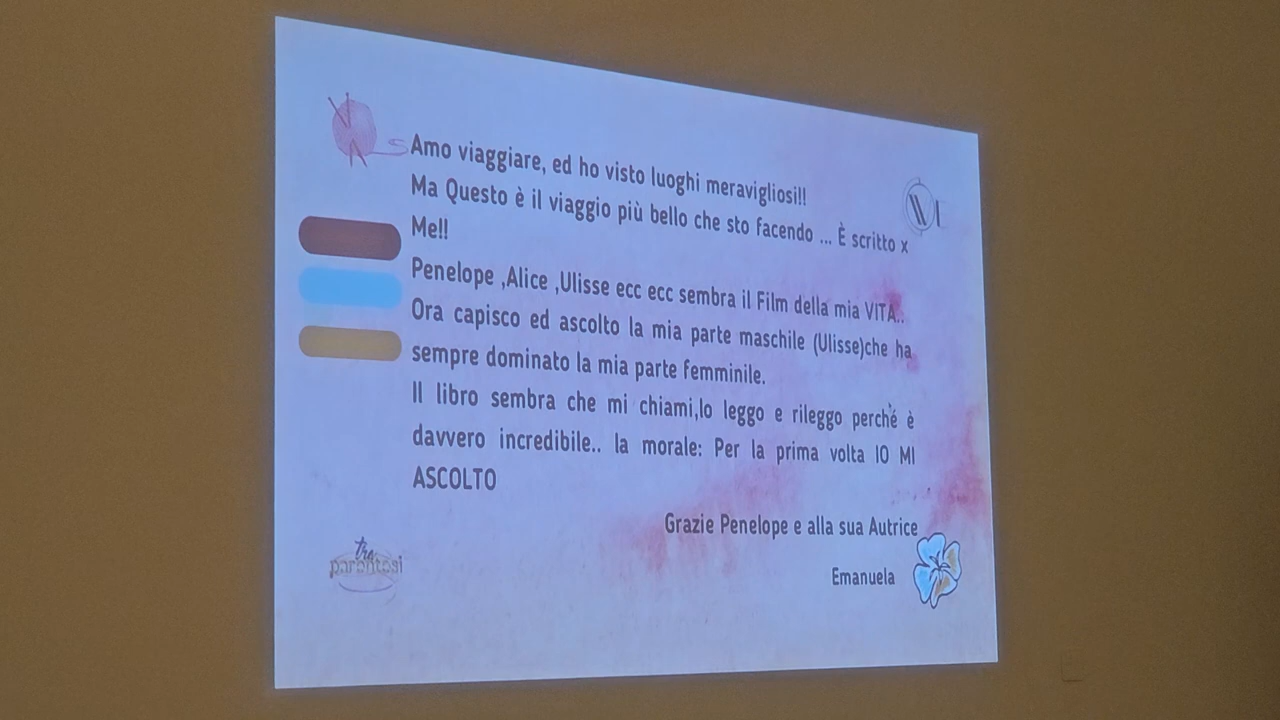 Amo viaggiare, ed ho visto luoghi meravigliosi!!
Ma Questo è il viaggio più bello che sto facendo ... È scritto x
Me!!
Penelope ,Alice ,Ulisse ecc ecc sembra il Film della mia VITA..
Ora capisco ed ascolto la mia parte maschile (Ulisse)che ha
sempre dominato la mia parte femminile.
Il libro sembra che mi chiami,lo leggo e rileggo perchè è
davvero incredibile.. la morale: Per la prima volta IO MI
ASCOLTO
Grazie Penelope e alla sua Autrice
Emanuela
tra
parentesi